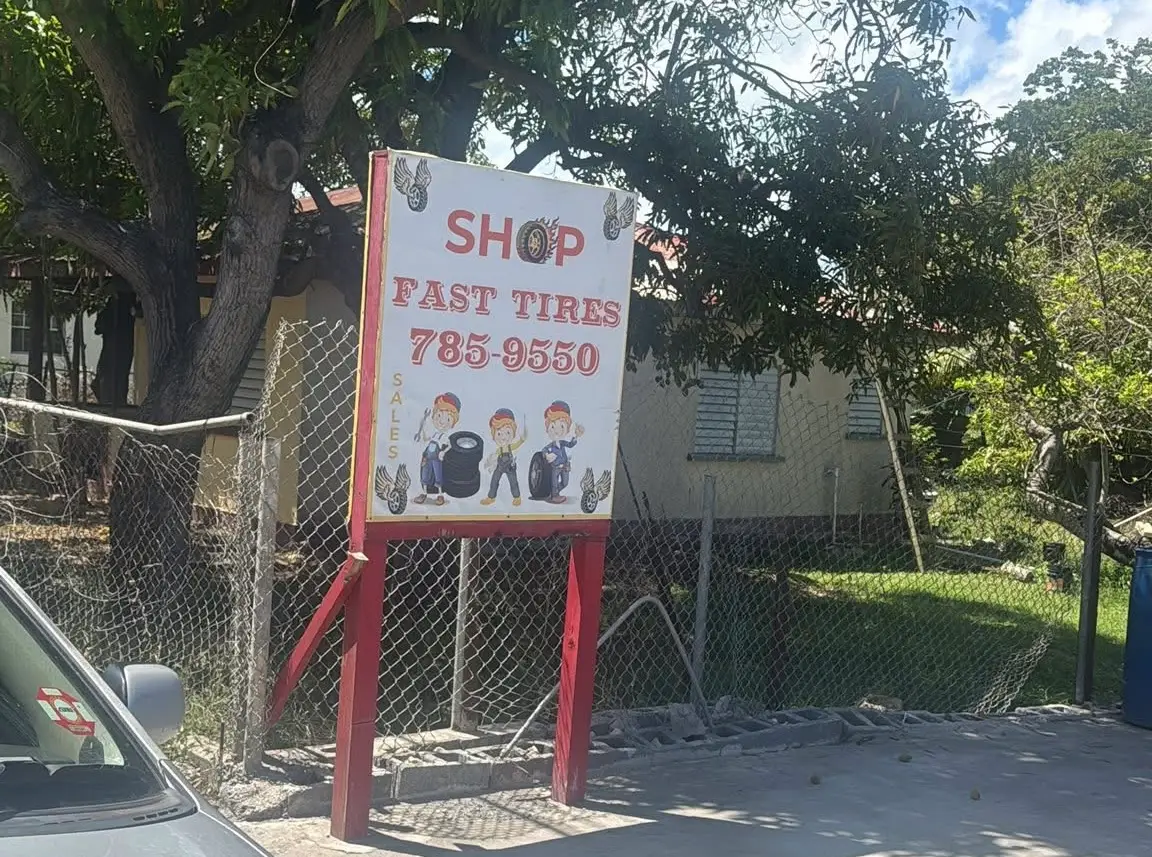 SHOP
FAST TIRES
785-9550
SALES